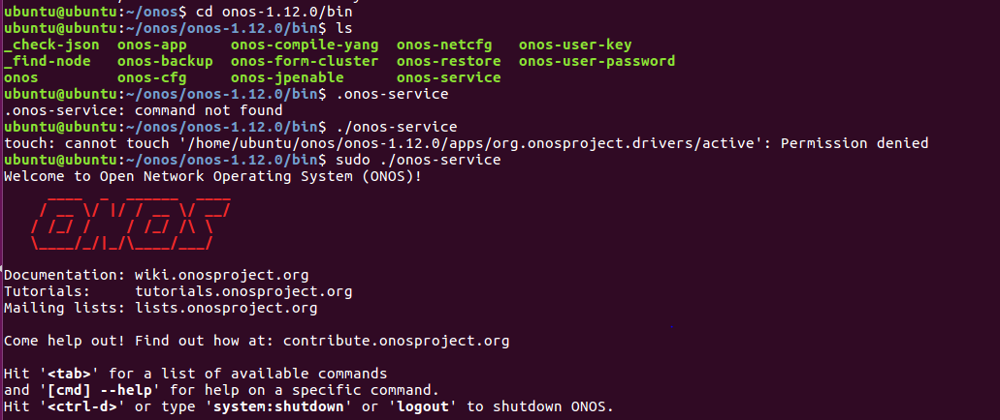 ubuntu@ubuntu:~/onos$ cd onos-1.12.0/bin
ubuntu@ubuntu:~/onos/onos-1.12.0/bin$ ls
_check-json  onos-app     onos-compile-yang  onos-netcfg   onos-user-key
_find-node   onos-backup  onos-form-cluster  onos-restore  onos-user-password
onos         onos-cfg     onos-jpenable      onos-service
ubuntu@ubuntu:~/onos/onos-1.12.0/bin$ .onos-service
.onos-service: command not found
ubuntu@ubuntu:~/onos/onos-1.12.0/bin$ ./onos-service
touch: cannot touch '/home/ubuntu/onos/onos-1.12.0/apps/org.onosproject.drivers/active': Permission denied
ubuntu@ubuntu:~/onos/onos-1.12.0/bin$ sudo ./onos-service
Welcome to Open Network Operating System (ONOS)!
     ____  _  ______  ____
    / __ \/ |/ / __ \/ __/
   / /_/ /    / /_/ /\ \
   \____/_/|_/\____/___/
Documentation: wiki.onosproject.org
Tutorials:     tutorials.onosproject.org
Mailing lists: lists.onosproject.org
Come help out! Find out how at: contribute.onosproject.org
Hit '<tab>' for a list of available commands
and '[cmd] --help' for help on a specific command.
Hit '<ctrl-d>' or type 'system:shutdown' or 'logout' to shutdown ONOS.